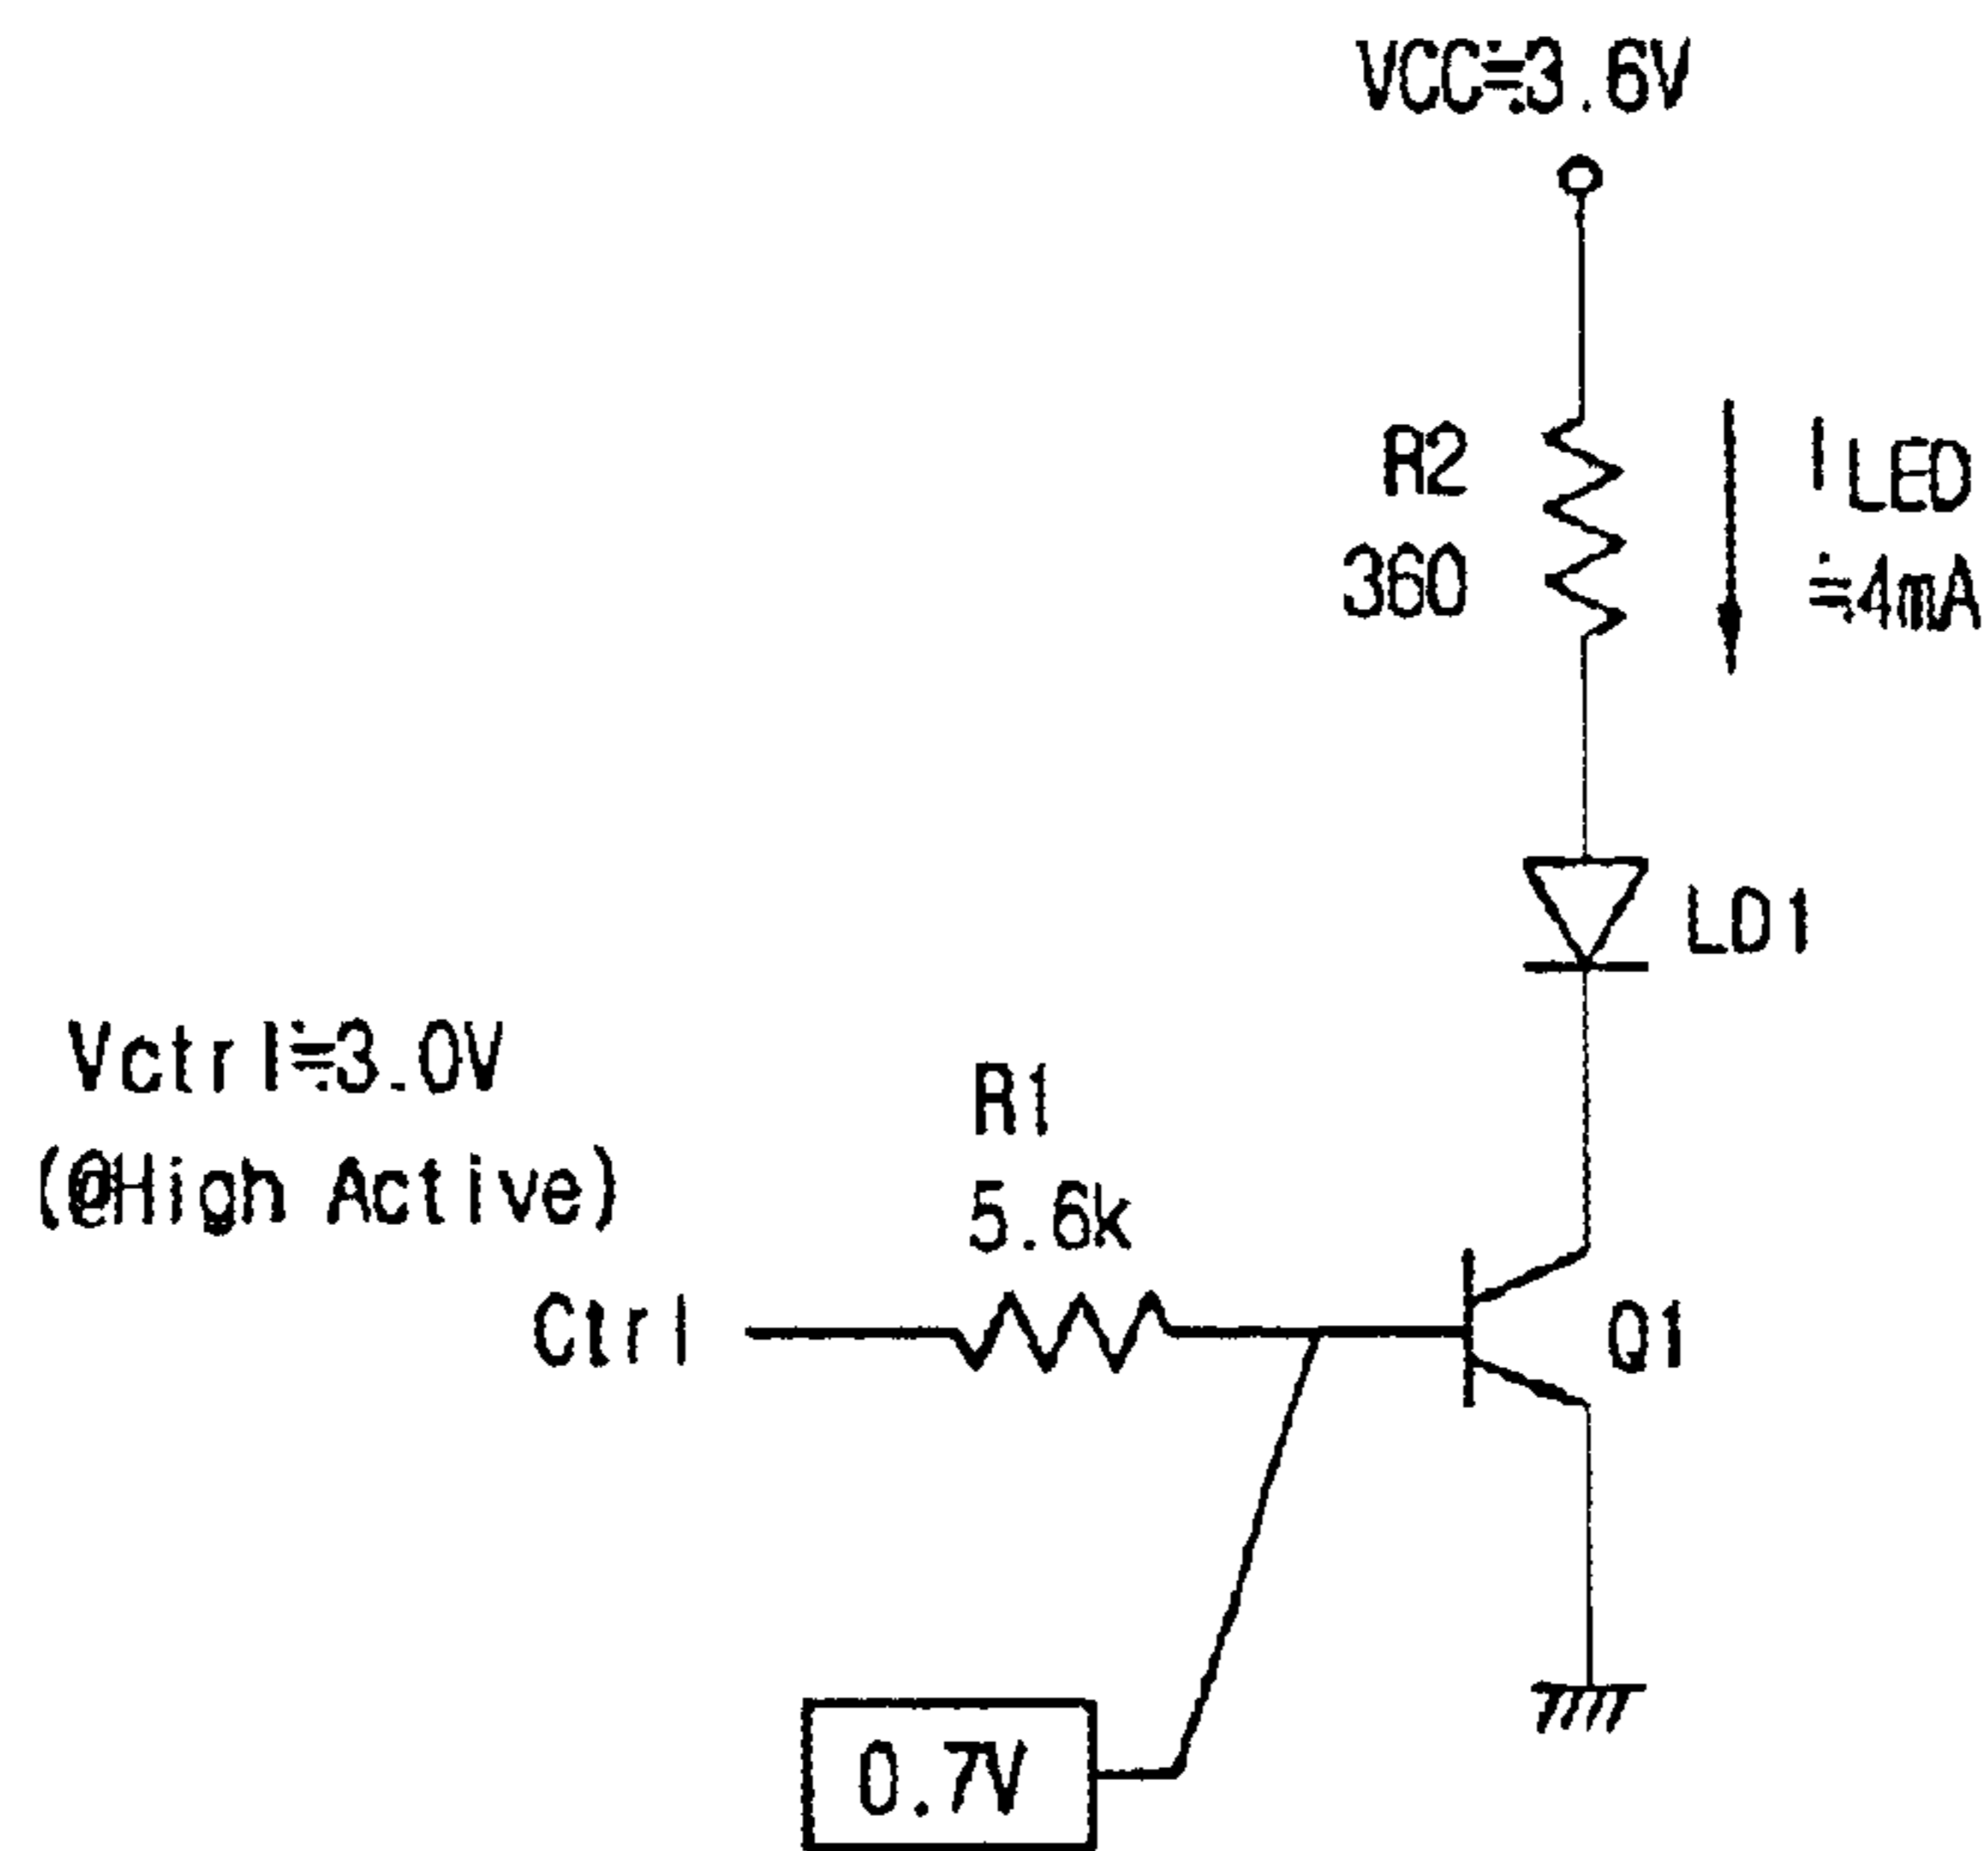 VCC≒3.6V
R2
360
ILED
≒4mA
LD1
Vctrl≒3.0V
(@High Active)
R1
5.6k
Ctrl
Q1
0.7V